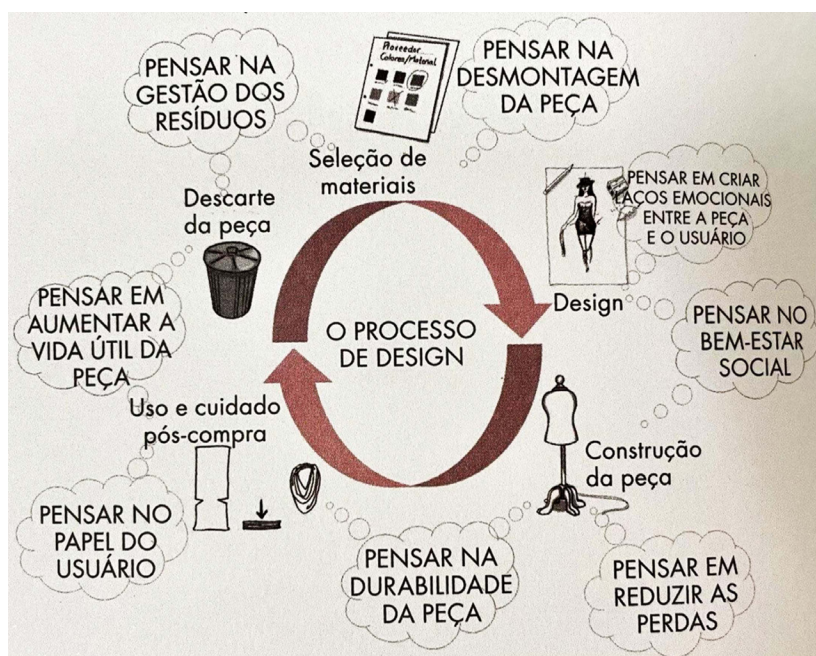 PENSAR NA
GESTÃO DOS
RESÍDUOS
Proeedor
Colores/Material
PENSAR NA
DESMONTAGEM
DA PEÇA
Seleção de
materiais
Descarte
da peça
PENSAR EM CRIAR
LAÇOS EMOCIONAIS
ENTRE A PEÇA
E O USUÁRIO
Design
PENSAR EM
AUMENTAR A
VIDA ÚTIL DA
PEÇA
O PROCESSO
DE DESIGN
PENSAR NO
BEM-ESTAR
SOCIAL
Uso e cuidado
pós-compra
Construção
da peça
PENSAR NO
PAPEL DO
USUÁRIO
PENSAR NA
DURABILIDADE
DA PEÇA
PENSAR EM
REDUZIR AS
PERDAS